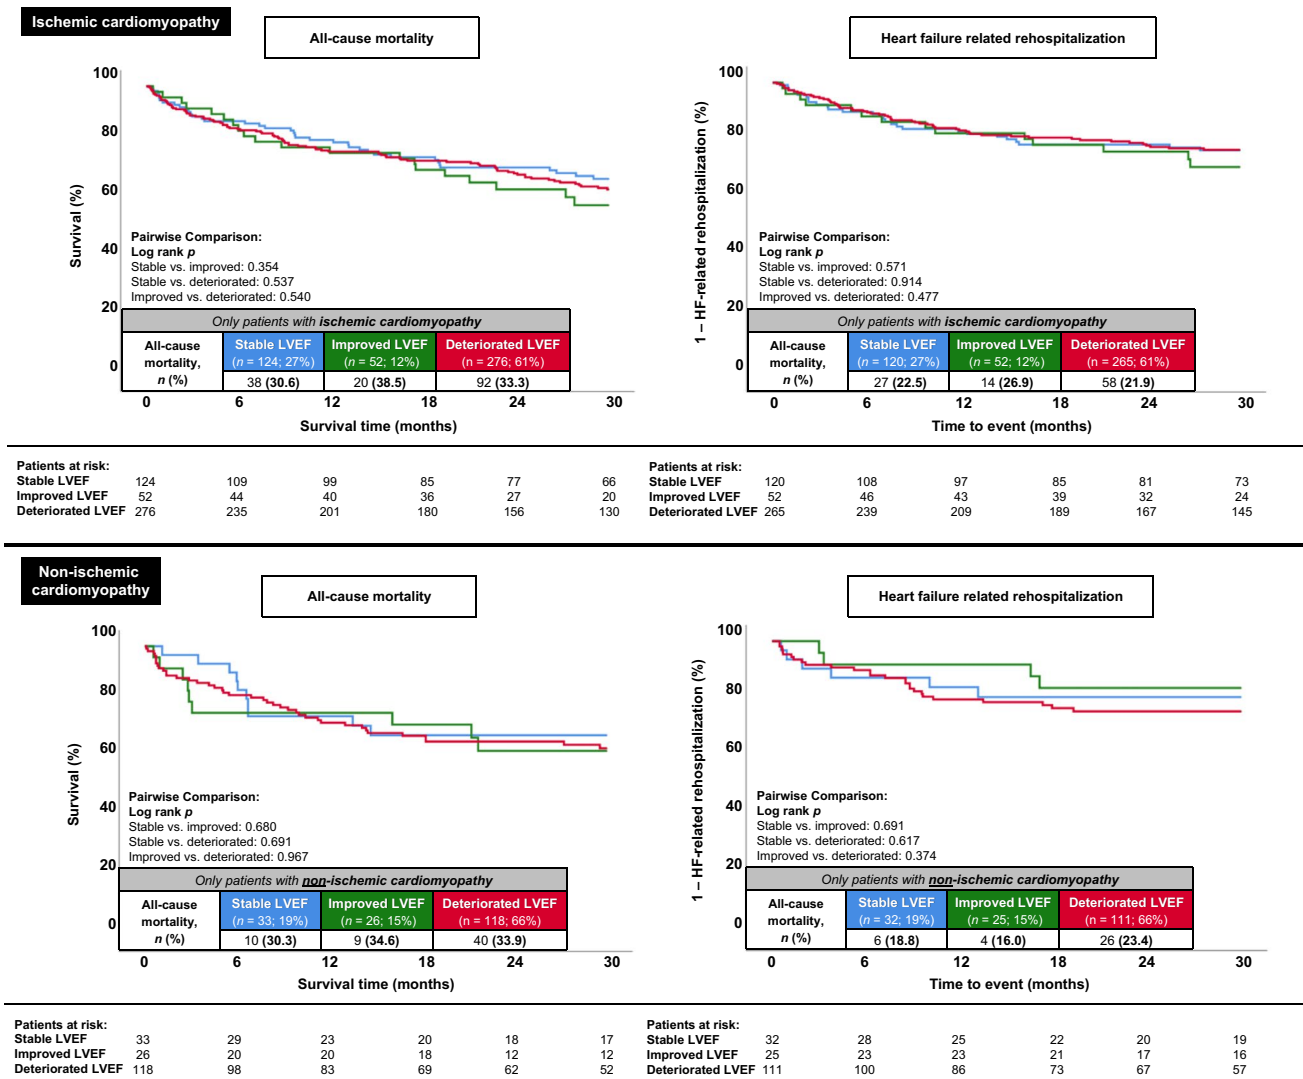 Ischemic cardiomyopathy
All-cause mortality
100
80
60
40
20
0
Survival (%)
Pairwise Comparison:
Log rank p
Stable vs. improved: 0.354
Stable vs. deteriorated: 0.537
Improved vs. deteriorated: 0.540
Only patients with ischemic cardiomyopathy
All-cause mortality, n (%)
Stable LVEF (n = 124; 27%)
Improved LVEF (n = 52; 12%)
Deteriorated LVEF (n = 276; 61%)
38 (30.6) 20 (38.5) 92 (33.3)
0 6 12 18 24 30
Survival time (months)
Patients at risk:
Stable LVEF 124 109 99 85 77 66
Improved LVEF 52 44 40 36 27 20
Deteriorated LVEF 276 235 201 180 156 130
Heart failure related rehospitalization
100
80
60
40
20
0
1 – HF-related rehospitalization (%)
Pairwise Comparison:
Log rank p
Stable vs. improved: 0.571
Stable vs. deteriorated: 0.914
Improved vs. deteriorated: 0.477
Only patients with ischemic cardiomyopathy
All-cause mortality, n (%)
Stable LVEF (n = 120; 27%)
Improved LVEF (n = 52; 12%)
Deteriorated LVEF (n = 265; 61%)
27 (22.5) 14 (26.9) 58 (21.9)
0 6 12 18 24 30
Time to event (months)
Patients at risk:
Stable LVEF 120 108 97 85 81 73
Improved LVEF 52 46 43 39 32 24
Deteriorated LVEF 265 239 209 189 167 145
Non-ischemic
cardiomyopathy
All-cause mortality
100
80
60
40
20
0
Survival (%)
Pairwise Comparison:
Log rank p
Stable vs. improved: 0.680
Stable vs. deteriorated: 0.691
Improved vs. deteriorated: 0.967
Only patients with non-ischemic cardiomyopathy
All-cause mortality, n (%)
Stable LVEF (n = 33; 19%)
Improved LVEF (n = 26; 15%)
Deteriorated LVEF (n = 118; 66%)
10 (30.3) 9 (34.6) 40 (33.9)
0 6 12 18 24 30
Survival time (months)
Patients at risk:
Stable LVEF 33 29 23 20 18 17
Improved LVEF 26 20 20 18 12 12
Deteriorated LVEF 118 98 83 69 62 52
Heart failure related rehospitalization
100
80
60
40
20
0
1 – HF-related rehospitalization (%)
Pairwise Comparison:
Log rank p
Stable vs. improved: 0.691
Stable vs. deteriorated: 0.617
Improved vs. deteriorated: 0.374
Only patients with non-ischemic cardiomyopathy
All-cause mortality, n (%)
Stable LVEF (n = 32; 19%)
Improved LVEF (n = 25; 15%)
Deteriorated LVEF (n = 111; 66%)
6 (18.8) 4 (16.0) 26 (23.4)
0 6 12 18 24 30
Time to event (months)
Patients at risk:
Stable LVEF 32 28 25 22 20 19
Improved LVEF 25 23 23 21 17 16
Deteriorated LVEF 111 100 86 73 67 57